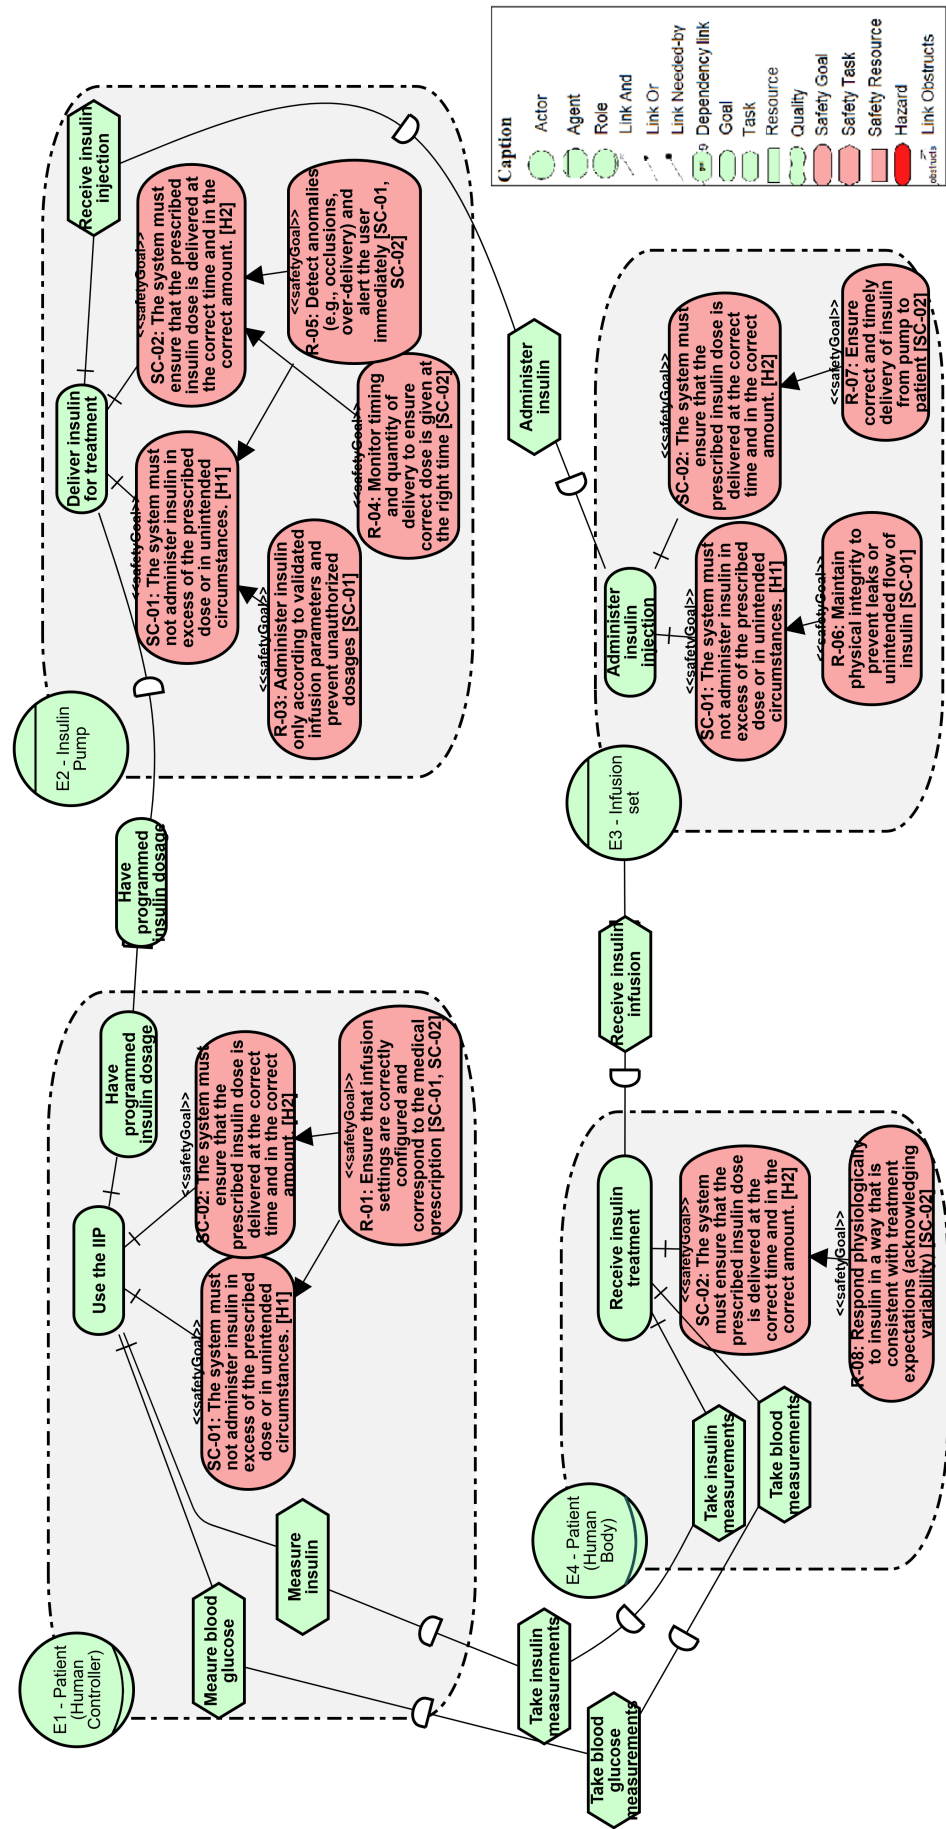 E1 - Patient
(Human
Controller)
Use the IIP
Have
programmed
insulin dosage
Have
programmed
insulin dosage
<<safetyGoal>>
SC-01: The system must
not administer insulin in
excess of the prescribed
dose or in unintended
circumstances. [H1]
<<safetyGoal>>
SC-02: The system must
ensure that the
prescribed insulin dose is
delivered at the correct
time and in the correct
amount. [H2]
<<safetyGoal>>
R-01: Ensure that infusion
settings are correctly
configured and
correspond to the medical
prescription [SC-01, SC-02]
Meaure blood
glucose
Measure
insulin
Take insulin
measurements
Take blood
glucose
measurements
E2 - Insulin
Pump
Deliver insulin
for treatment
Receive insulin
injection
<<safetyGoal>>
SC-01: The system must
not administer insulin in
excess of the prescribed
dose or in unintended
circumstances. [H1]
<<safetyGoal>>
SC-02: The system must
ensure that the prescribed
insulin dose is delivered at
the correct time and in the
correct amount. [H2]
<<safetyGoal>>
R-03: Administer insulin
only according to validated
infusion parameters and
prevent unauthorized
dosages [SC-01]
<<safetyGoal>>
R-04: Monitor timing
and quantity of
delivery to ensure
correct dose is given at
the right time [SC-02]
<<safetyGoal>>
R-05: Detect anomalies
(e.g., occlusions,
over-delivery) and
alert the user
immediately [SC-01,
SC-02]
Administer
insulin
E4 - Patient
(Human
Body)
Receive insulin
treatment
Receive insulin
infusion
<<safetyGoal>>
SC-02: The system
must ensure that the
prescribed insulin dose
is delivered at the
correct time and in the
correct amount. [H2]
<<safetyGoal>>
R-08: Respond physiologically
to insulin in a way that is
consistent with treatment
expectations (acknowledging
variability) [SC-02]
Take insulin
measurements
Take blood
measurements
E3 - Infusion
set
Administer
insulin
injection
<<safetyGoal>>
SC-01: The system must
not administer insulin in
excess of the prescribed
dose or in unintended
circumstances. [H1]
<<safetyGoal>>
SC-02: The system must
ensure that the
prescribed insulin dose is
delivered at the correct
time and in the correct
amount. [H2]
<<safetyGoal>>
R-06: Maintain
physical integrity to
prevent leaks or
unintended flow of
insulin [SC-01]
<<safetyGoal>>
R-07: Ensure
correct and timely
delivery of insulin
from pump to
patient [SC-02]
Caption
Actor
Agent
Role
Link And
Link Or
Link Needed-by
Dependency link
Goal
Task
Resource
Quality
Safety Goal
Safety Task
Safety Resource
Hazard
obstructs
Link Obstructs